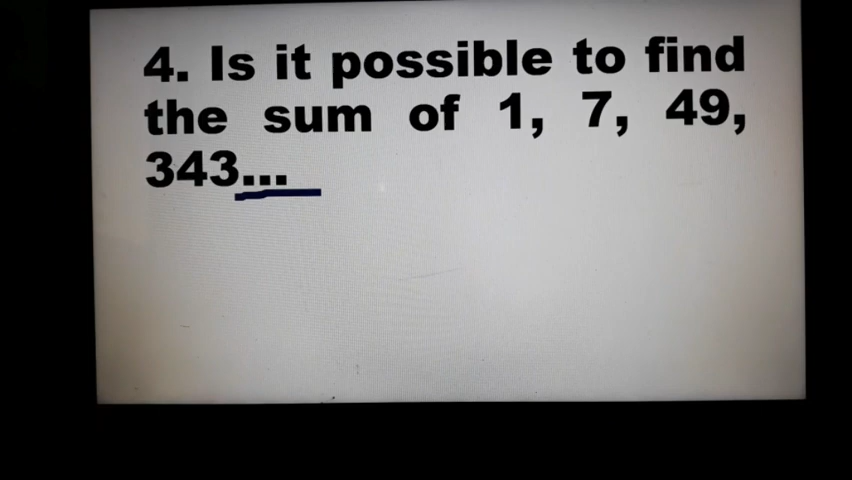 4. Is it possible to find
the sum of 1, 7, 49,
343...